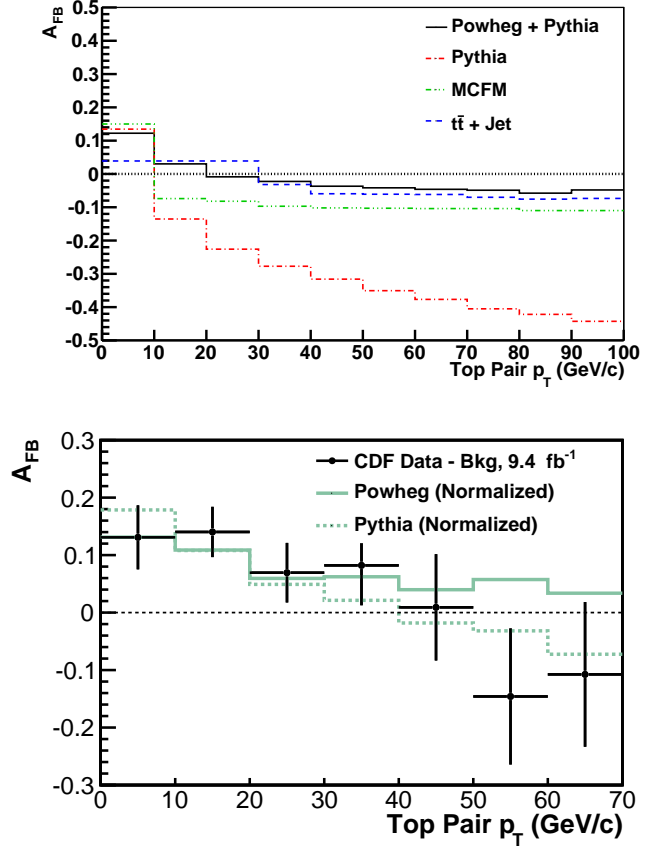 A_FB
0.5
0.4
0.3
0.2
0.1
0
-0.1
-0.2
-0.3
-0.4
-0.5
Powheg + Pythia
Pythia
MCFM
tt̄ + Jet
0 10 20 30 40 50 60 70 80 90 100
Top Pair p_T (GeV/c)
A_FB
0.3
0.2
0.1
0
-0.1
-0.2
-0.3
CDF Data - Bkg, 9.4 fb⁻¹
Powheg (Normalized)
Pythia (Normalized)
0 10 20 30 40 50 60 70
Top Pair p_T (GeV/c)